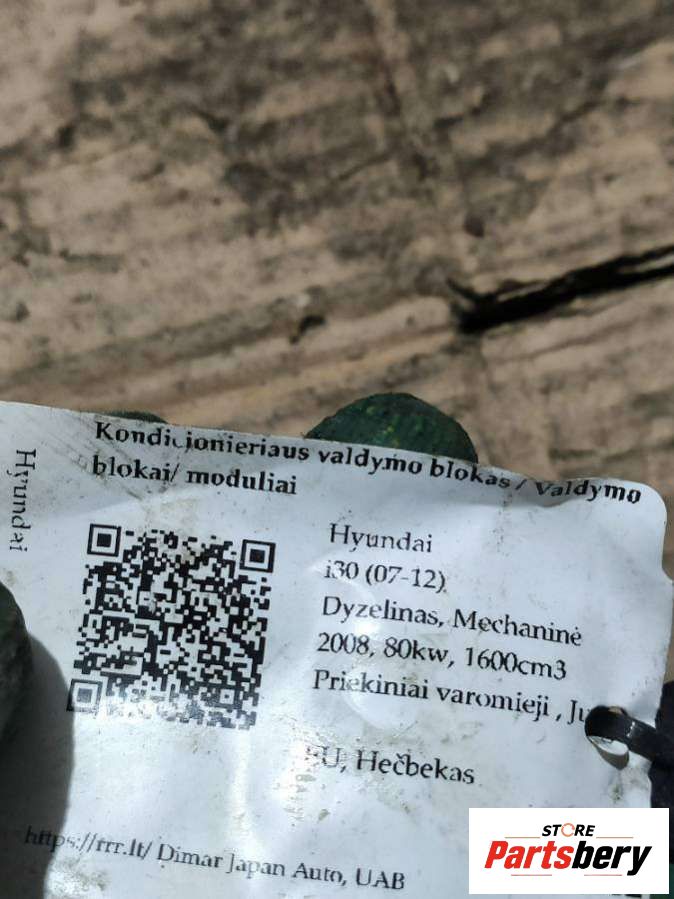 Kondicionieriaus valdymo blokas / Valdymo
blokai/ moduliai
Hyundai
Hyundai
i30 (07-12)
Dyzelinas, Mechaninė
2008, 80kw, 1600cm3
Priekiniai varomieji , Ju
EU, Hečbekas
https://rrr.lt/ Dimar Japan Auto, UAB
STORE
Partsbery